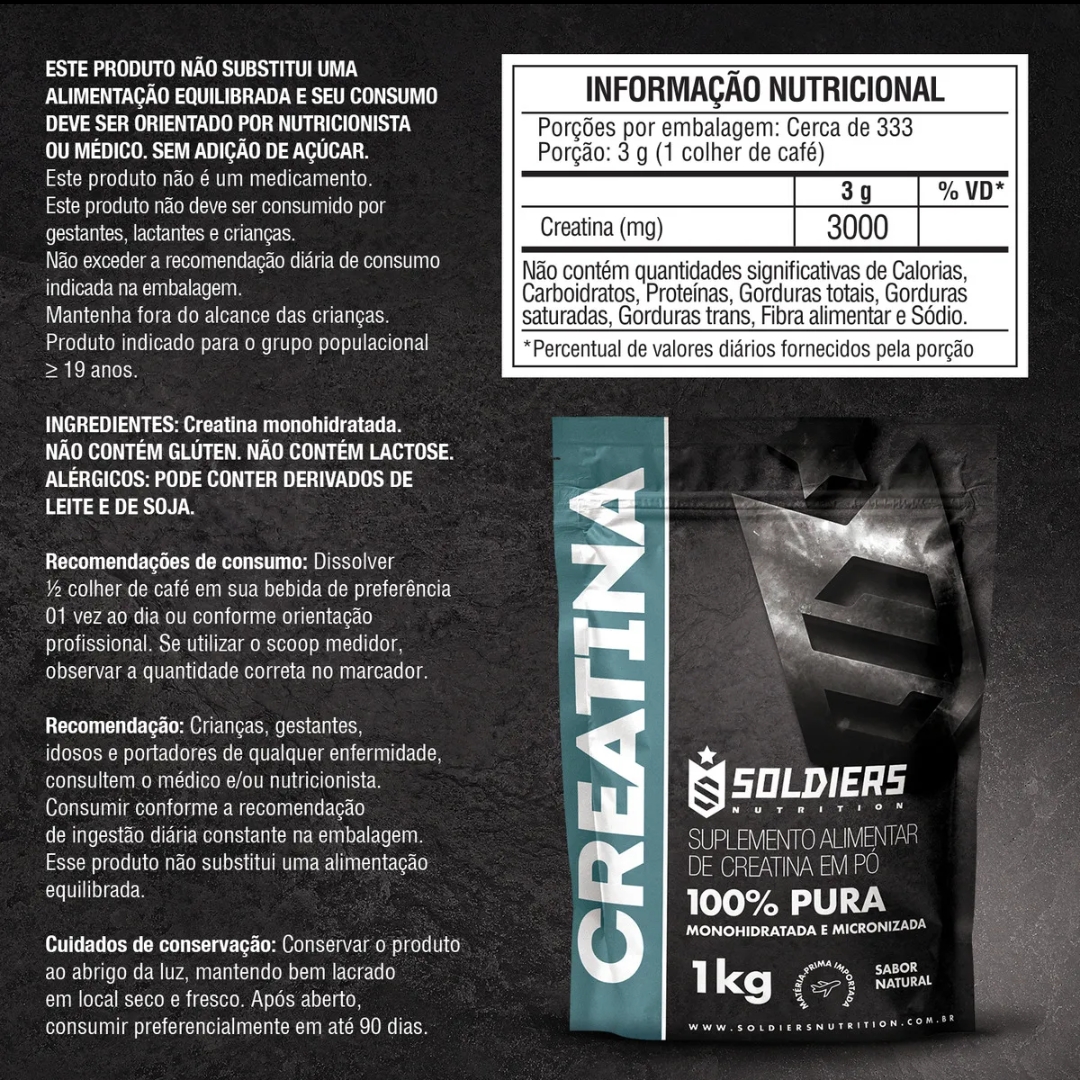 ESTE PRODUTO NÃO SUBSTITUI UMA
ALIMENTAÇÃO EQUILIBRADA E SEU CONSUMO
DEVE SER ORIENTADO POR NUTRICIONISTA
OU MÉDICO. SEM ADIÇÃO DE AÇÚCAR.
Este produto não é um medicamento.
Este produto não deve ser consumido por
gestantes, lactantes e crianças.
Não exceder a recomendação diária de consumo
indicada na embalagem.
Mantenha fora do alcance das crianças.
Produto indicado para o grupo populacional
≥ 19 anos.
INGREDIENTES: Creatina monohidratada.
NÃO CONTÉM GLÚTEN. NÃO CONTÉM LACTOSE.
ALÉRGICOS: PODE CONTER DERIVADOS DE
LEITE E DE SOJA.
Recomendações de consumo: Dissolver
½ colher de café em sua bebida de preferência
01 vez ao dia ou conforme orientação
profissional. Se utilizar o scoop medidor,
observar a quantidade correta no marcador.
Recomendação: Crianças, gestantes,
idosos e portadores de qualquer enfermidade,
consultem o médico e/ou nutricionista.
Consumir conforme a recomendação
de ingestão diária constante na embalagem.
Esse produto não substitui uma alimentação
equilibrada.
Cuidados de conservação: Conservar o produto
ao abrigo da luz, mantendo bem lacrado
em local seco e fresco. Após aberto,
consumir preferencialmente em até 90 dias.
INFORMAÇÃO NUTRICIONAL
Porções por embalagem: Cerca de 333
Porção: 3 g (1 colher de café)
3 g % VD*
Creatina (mg) 3000
Não contém quantidades significativas de Calorias,
Carboidratos, Proteínas, Gorduras totais, Gorduras
saturadas, Gorduras trans, Fibra alimentar e Sódio.
*Percentual de valores diários fornecidos pela porção
CREATINA
SOLDIERS
NUTRITION
SUPLEMENTO ALIMENTAR
DE CREATINA EM PÓ
100% PURA
MONOHIDRATADA E MICRONIZADA
1kg
MATÉRIA-PRIMA IMPORTADA
SABOR
NATURAL
WWW.SOLDIERSNUTRITION.COM.BR